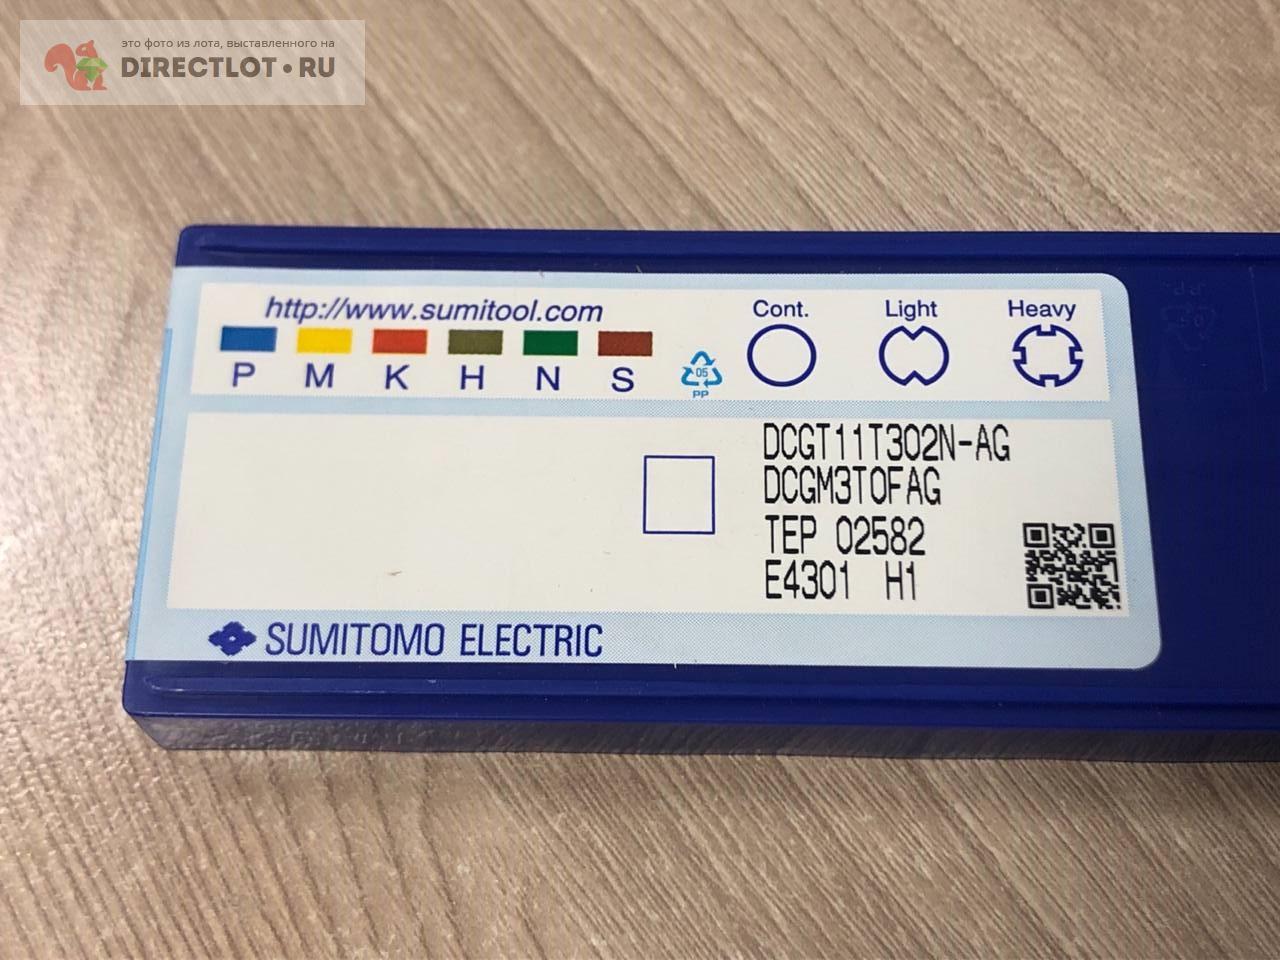 это фото из лота, выставленного на
DIRECTLOT•RU
http://www.sumitool.com
P M K H N S
05
PP
Cont. Light Heavy
DCGT11T302N-AG
DCGM3T0FAG
TEP 02582
E4301 H1
SUMITOMO ELECTRIC